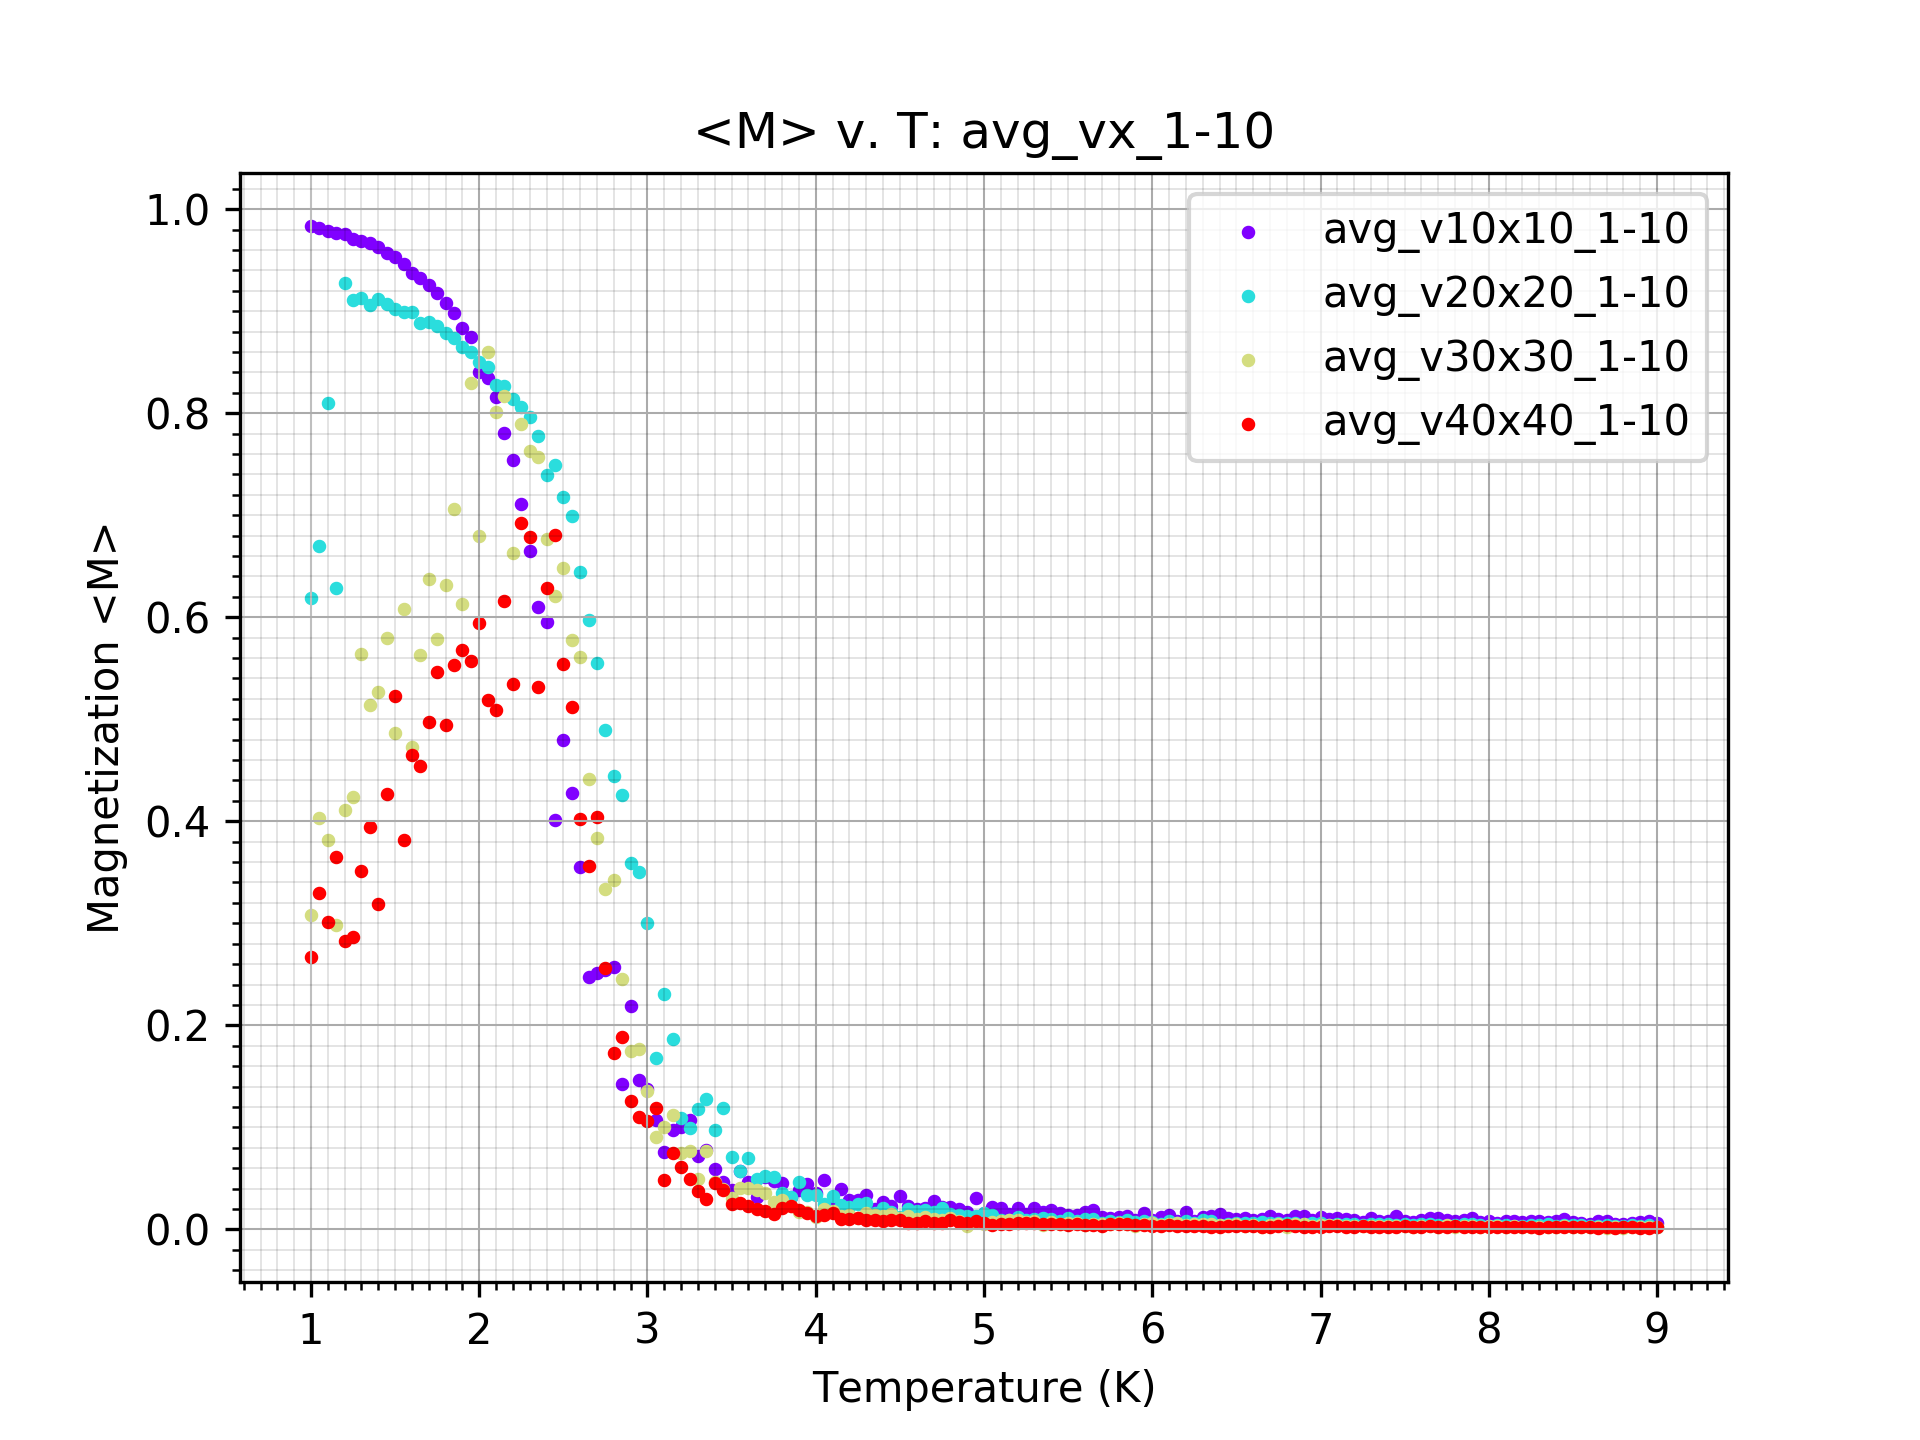 <M> v. T: avg_vx_1-10
avg_v10x10_1-10
avg_v20x20_1-10
avg_v30x30_1-10
avg_v40x40_1-10
Magnetization <M>
1.0
0.8
0.6
0.4
0.2
0.0
1 2 3 4 5 6 7 8 9
Temperature (K)